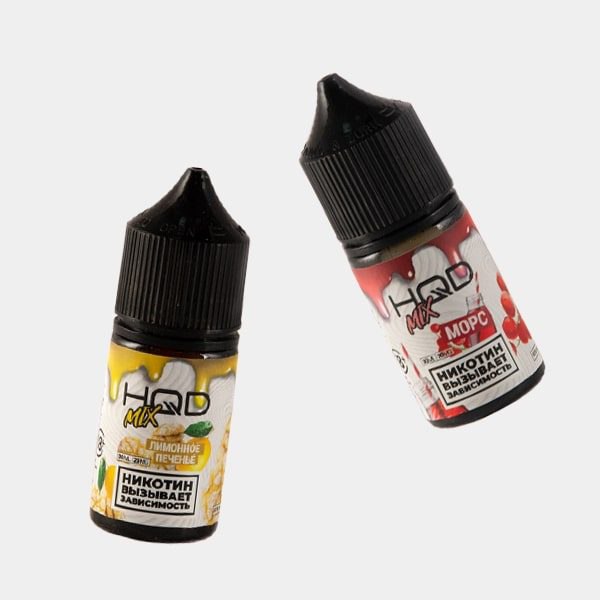 HQD
MIX
ЛИМОННОЕ
ПЕЧЕНЬЕ
НИКОТИН
ВЫЗЫВАЕТ
ЗАВИСИМОСТЬ
HQD
MIX
МОРС
НИКОТИН
ВЫЗЫВАЕТ
ЗАВИСИМОСТЬ